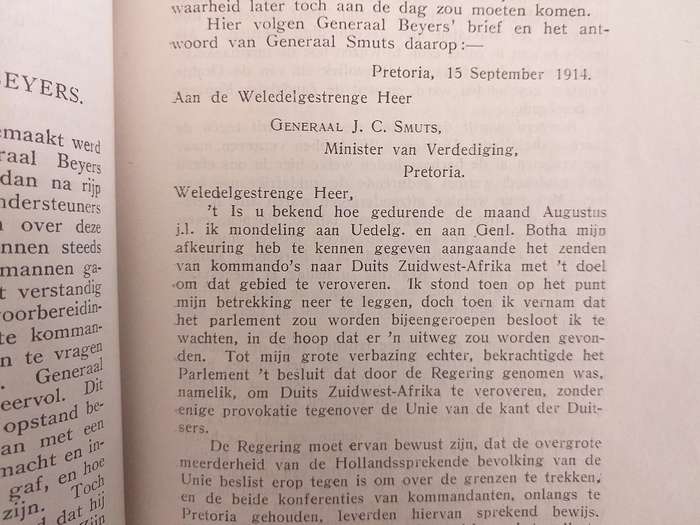 BEYERS.
emaakt werd
raal Beyers
dan na rijp
ndersteuners
over deze
nnen steeds
mannen ga-
t verstandig
voorbereidin-
te komman-
n te vragen
. General
eervol. Dit
opstand be-
an met een
macht en in-
gaf, en hoe
zijn. Toch
d dat hij
Zijn
waarheid later toch aan de dag zou moeten komen.
Hier volgen Generaal Beyers' brief en het ant-
woord van Generaal Smuts daarop:—
Pretoria, 15 September 1914.
Aan de Weledelgestrenge Heer
GENERAAL J. C. SMUTS,
Minister van Verdediging,
Pretoria.
Weledelgestrenge Heer,
't Is u bekend hoe gedurende de maand Augustus
j.l. ik mondeling aan Uedelg. en aan Genl. Botha mijn
afkeuring heb te kennen gegeven aangaande het zenden
van kommando's naar Duits Zuidwest-Afrika met 't doel
om dat gebied te veroveren. Ik stond toen op het punt
mijn betrekking neer te leggen, doch toen ik vernam dat
het parlement zou worden bijeengeroepen besloot ik te
wachten, in de hoop dat er 'n uitweg zou worden gevon-
den. Tot mijn grote verbazing echter, bekrachtigde het
Parlement 't besluit dat door de Regering genomen was,
namelik, om Duits Zuidwest-Afrika te veroveren, zonder
enige provokatie tegenover de Unie van de kant der Duit-
sers.
De Regering moet ervan bewust zijn, dat de overgrote
meerderheid van de Hollandssprekende bevolking van de
Unie beslist erop tegen is om over de grenzen te trekken,
en de beide konferenties van kommandanten, onlangs te
Pretoria gehouden, leverden hiervan sprekend bewijs.